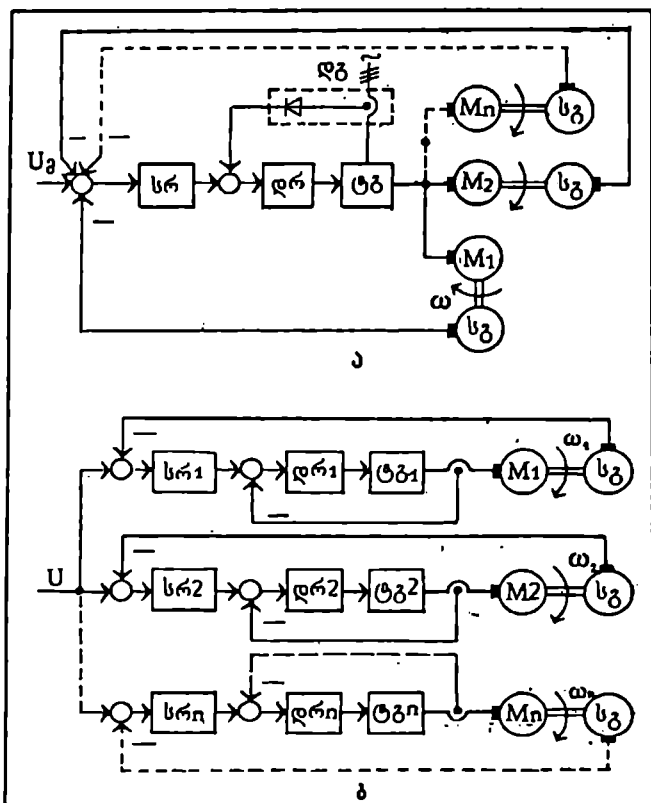 დგ
Mn სგ
Uმ სრ დრ ტგ M2 სგ
M1
ω
სგ
ა
ω₁
სრ1 დრ1 ტგ1 M1 სგ
ω₂
U
სრ2 დრ2 ტგ2 M2 სგ
სრn დრn ტგn Mn სგ
ბ